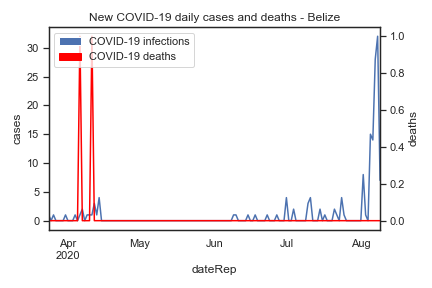 New COVID-19 daily cases and deaths - Belize
COVID-19 infections
COVID-19 deaths
30
25
20
15
10
5
0
cases
1.0
0.8
0.6
0.4
0.2
0.0
deaths
Apr May Jun Jul Aug
2020
dateRep